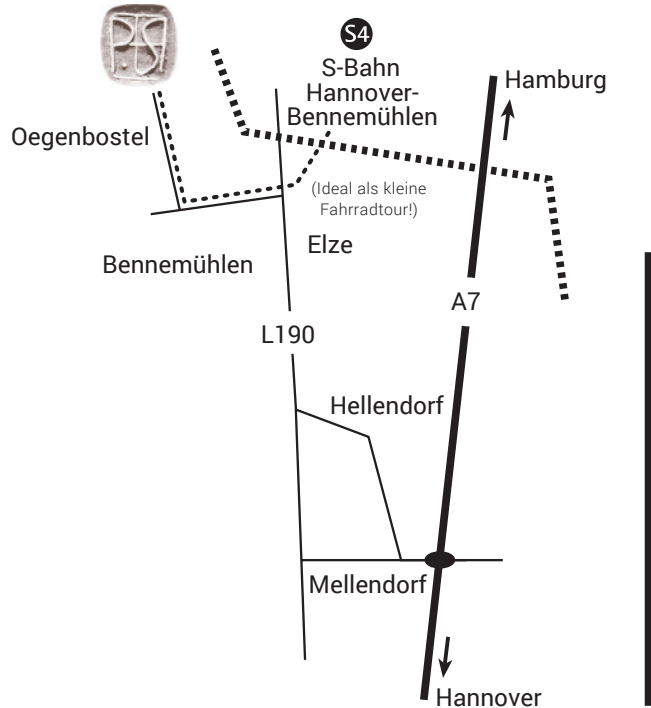 S4
S-Bahn
Hannover-
Bennemühlen
Hamburg
Oegenbostel
(Ideal als kleine
Fahrradtour!)
Elze
Bennemühlen
A7
L190
Hellendorf
Mellendorf
Hannover